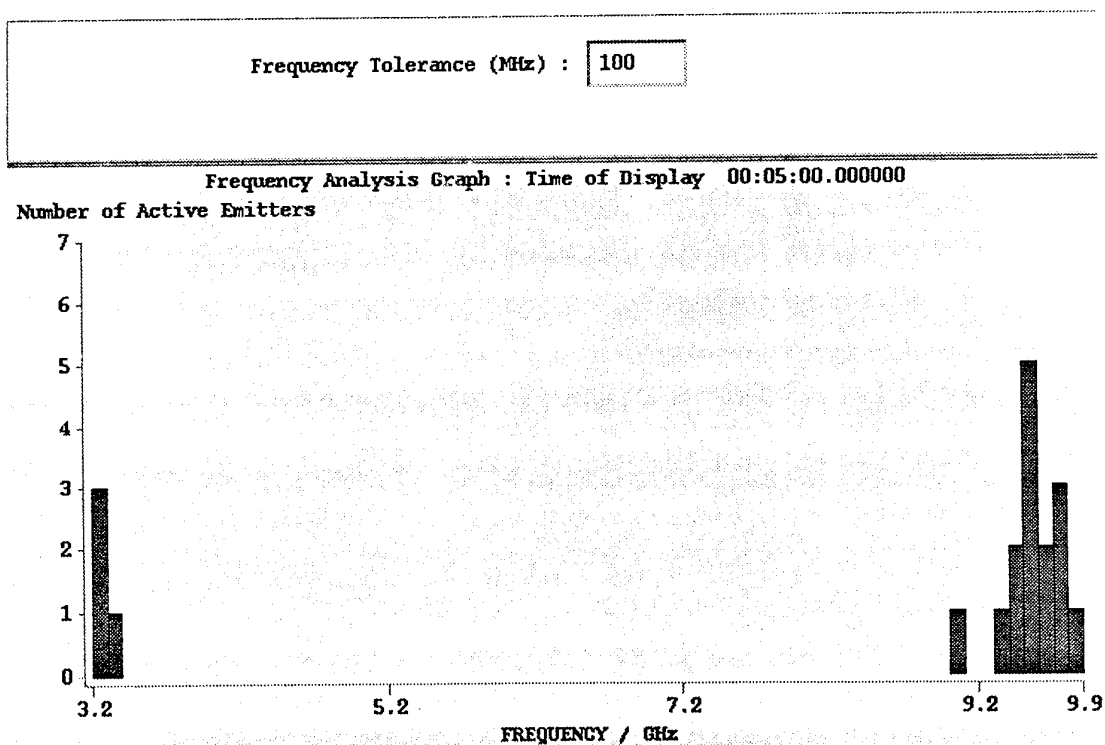 Frequency Tolerance (MHz) : 100
Frequency Analysis Graph : Time of Display 00:05:00.000000
Number of Active Emitters
7
6
5
4
3
2
1
0
3.2 5.2 7.2 9.2 9.9
FREQUENCY / GHz